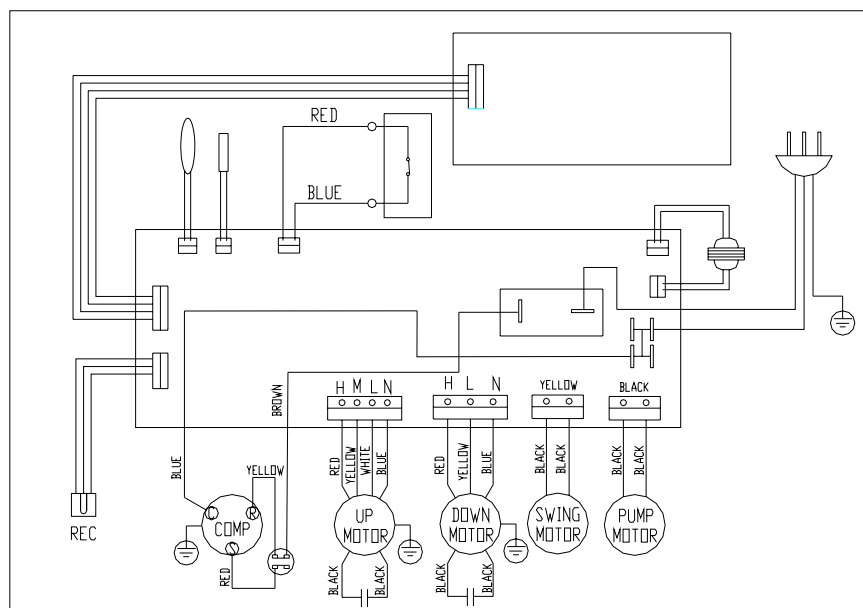 RED
BLUE
H M L N
H L N
YELLOW
BLACK
BROWN
BLUE
YELLOW
RED
YELLOW
WHITE
BLUE
RED
YELLOW
BLUE
BLACK
BLACK
BLACK
BLACK
REC
C
R
COMP
S
RED
UP
MOTOR
DOWN
MOTOR
SWING
MOTOR
PUMP
MOTOR
BLACK
BLACK
BLACK
BLACK